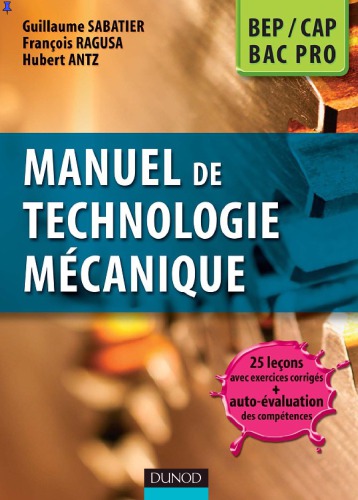 Guillaume SABATIER
François RAGUSA
Hubert ANTZ
BEP / CAP
BAC PRO
MANUEL DE
TECHNOLOGIE
MÉCANIQUE
25 leçons
avec exercices corrigés
+
auto-évaluation
des compétences
DUNOD